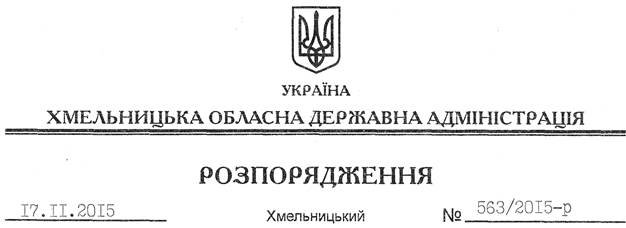 УКРАЇНА
ХМЕЛЬНИЦЬКА ОБЛАСНА ДЕРЖАВНА АДМІНІСТРАЦІЯ
РОЗПОРЯДЖЕННЯ
17.11.2015 Хмельницький № 563/2015-р